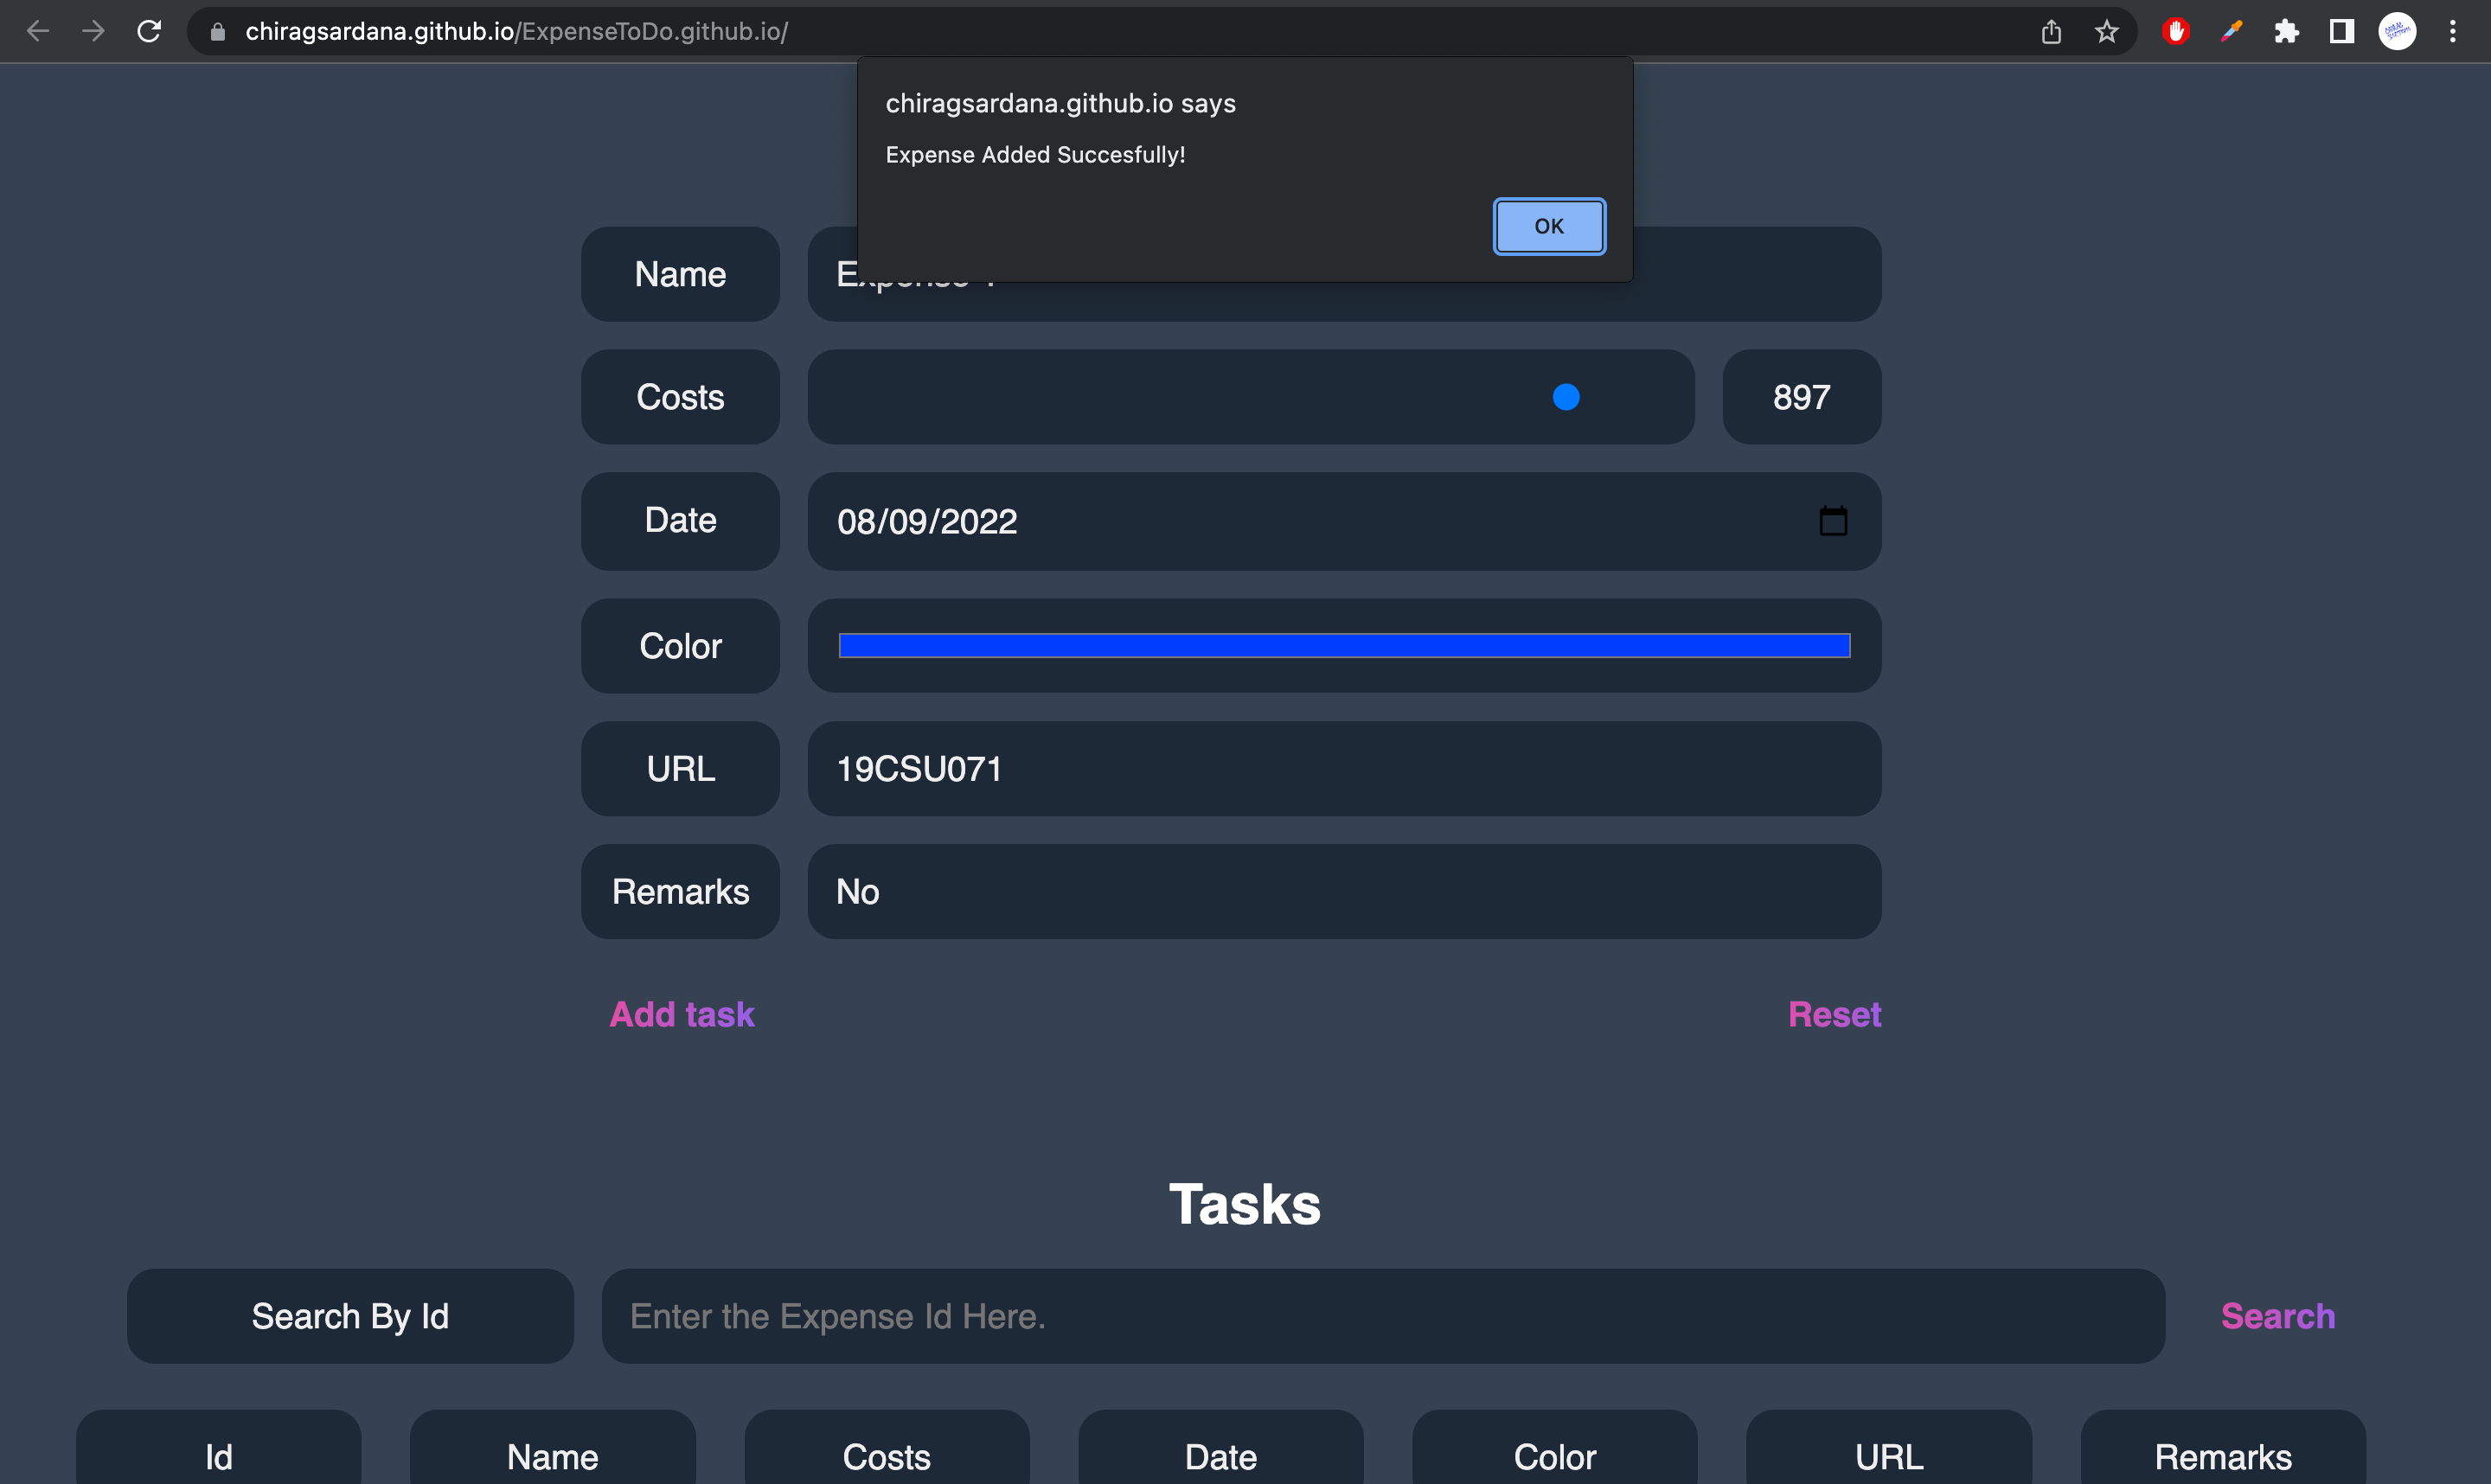 chiragsardana.github.io/ExpenseToDo.github.io/
chiragsardana.github.io says
Expense Added Succesfully!
OK
Name
Costs
897
Date
08/09/2022
Color
URL
19CSU071
Remarks
No
Add task
Reset
Tasks
Search By Id
Enter the Expense Id Here.
Search
Id
Name
Costs
Date
Color
URL
Remarks